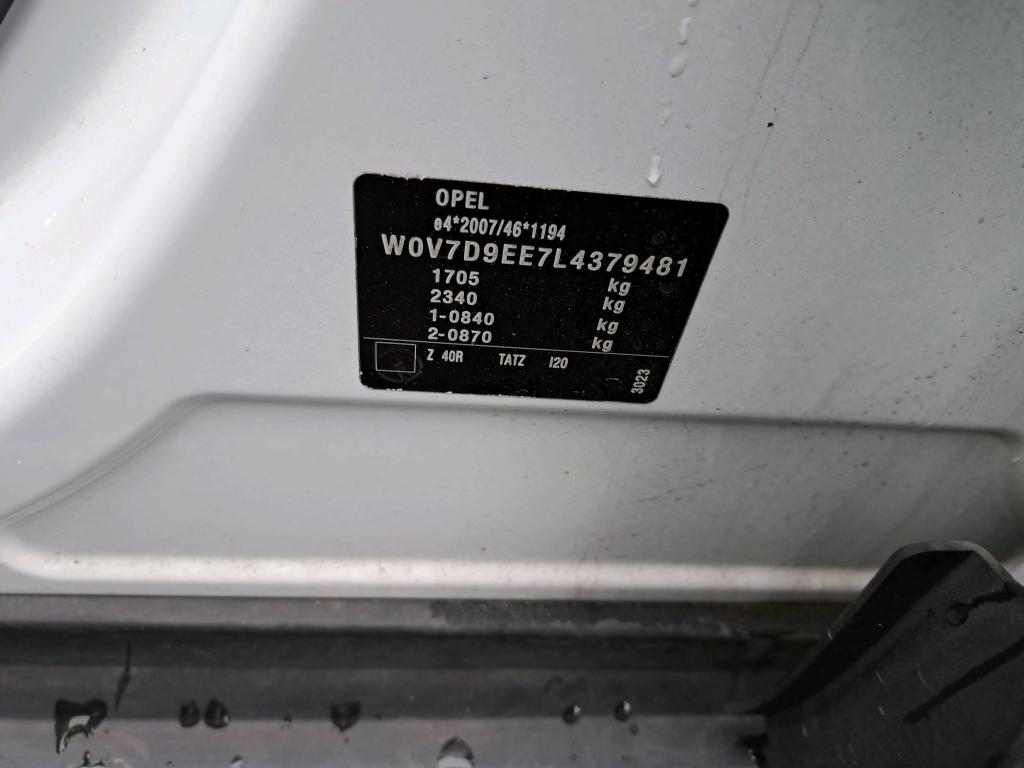 OPEL
e4*2007/46*1194
W0V7D9EE7L4379481
1705 kg
2340 kg
1-0840 kg
2-0870 kg
Z 40R TATZ I20
3023